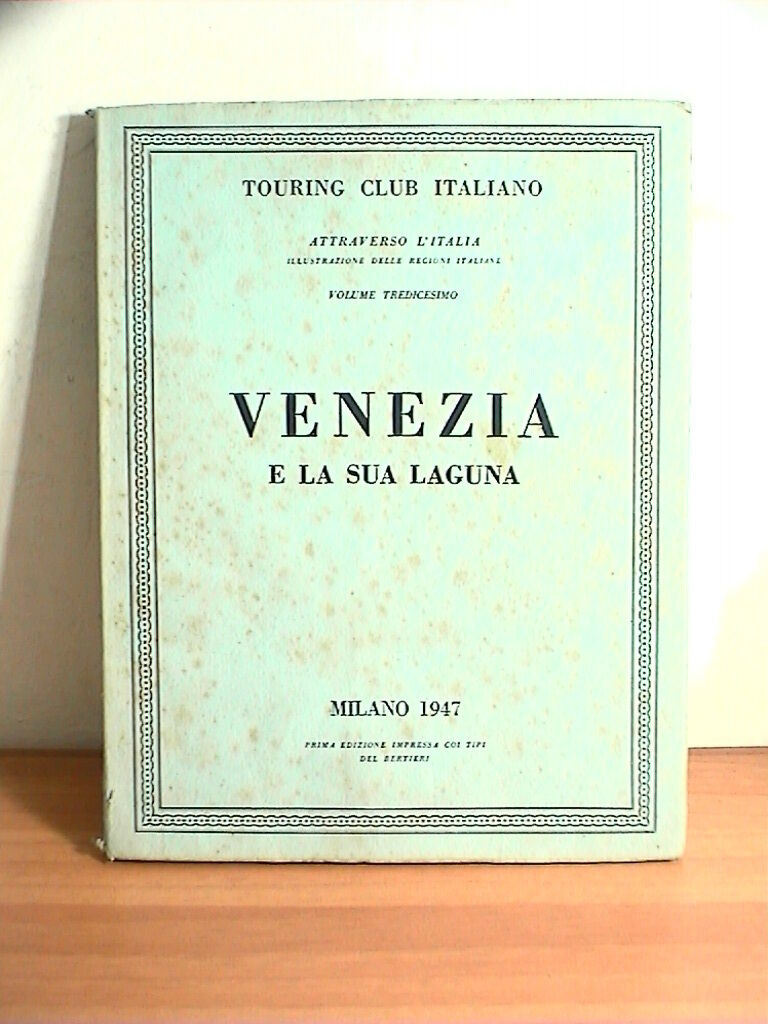 TOURING CLUB ITALIANO
ATTRAVERSO L'ITALIA
ILLUSTRAZIONE DELLE REGIONI ITALIANE
VOLUME TREDICESIMO
VENEZIA
E LA SUA LAGUNA
MILANO 1947
PRIMA EDIZIONE IMPRESSA COI TIPI
DEL BERTIERI